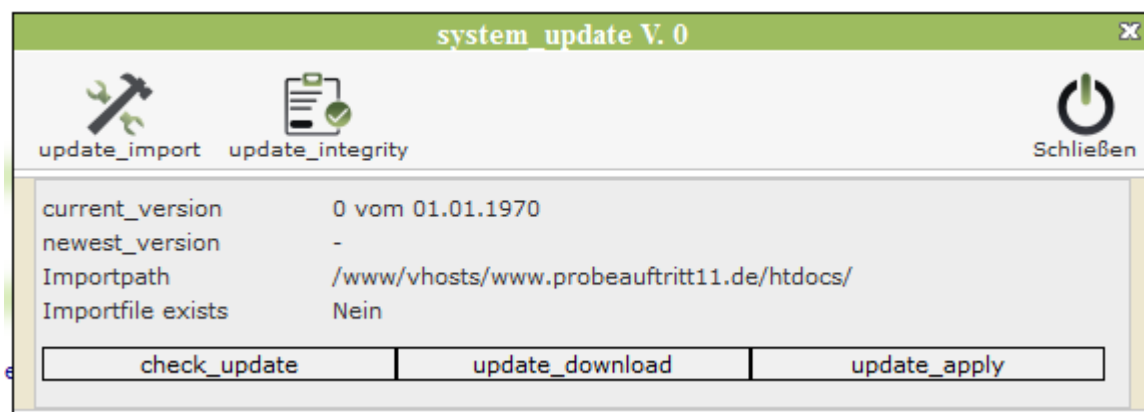 system_update V. 0
update_import update_integrity Schließen
current_version 0 vom 01.01.1970
newest_version -
Importpath /www/vhosts/www.probeauftritt11.de/htdocs/
Importfile exists Nein
check_update update_download update_apply